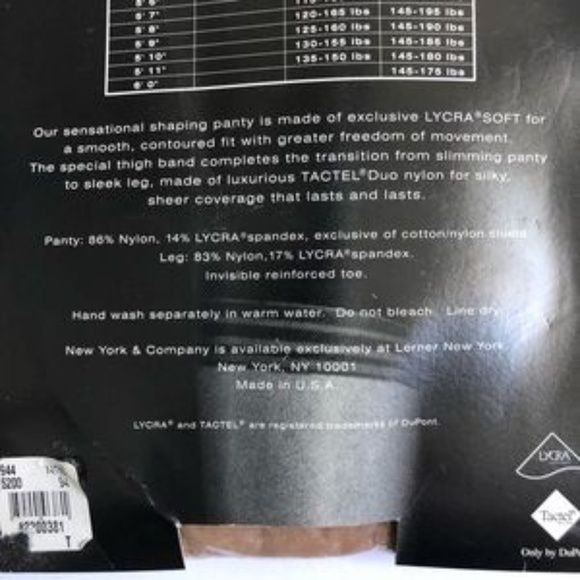 5' 6"
5' 7" 120-165 lbs 145-195 lbs
5' 8" 125-160 lbs 145-190 lbs
5' 9" 130-155 lbs 145-185 lbs
5' 10" 135-150 lbs 145-180 lbs
5' 11" 145-175 lbs
6' 0"
Our sensational shaping panty is made of exclusive LYCRA®SOFT for
a smooth, contoured fit with greater freedom of movement.
The special thigh band completes the transition from slimming panty
to sleek leg, made of luxurious TACTEL®Duo nylon for silky,
sheer coverage that lasts and lasts.
Panty: 86% Nylon, 14% LYCRA®spandex, exclusive of cotton/nylon shield.
Leg: 83% Nylon,17% LYCRA®spandex.
Invisible reinforced toe.
Hand wash separately in warm water. Do not bleach. Line dry.
New York & Company is available exclusively at Lerner New York.
New York, NY 10001
Made in U.S.A.
LYCRA® and TACTEL® are registered trademarks of DuPont.
LYCRA
944
5200 94
T
Tactel
Only by DuPo